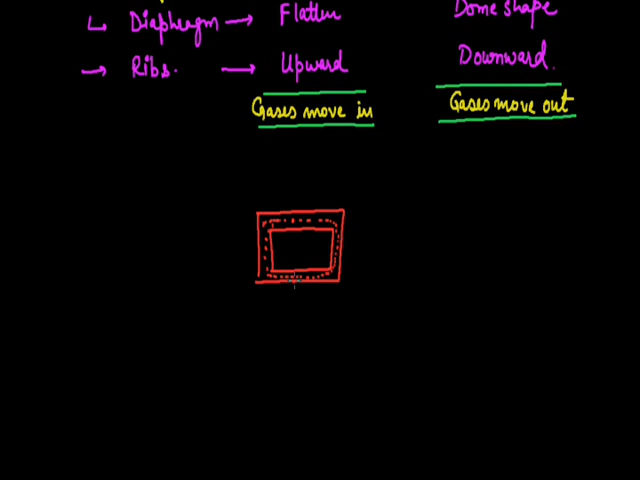 ↳ Diaphragm → Flatten Dome shape
→ Ribs. → Upward Downward.
Gases move in Gases move out